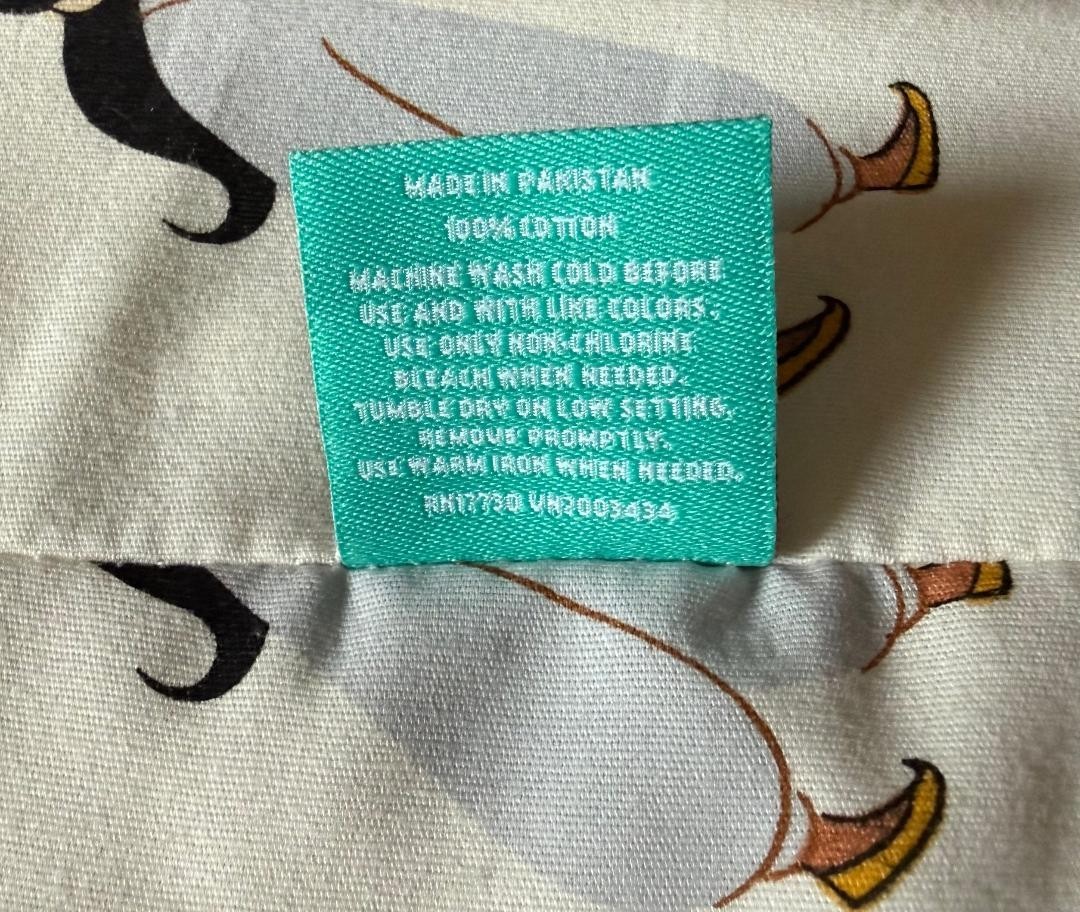 MADE IN PAKISTAN
100% COTTON
MACHINE WASH COLD BEFORE
USE AND WITH LIKE COLORS.
USE ONLY NON-CHLORINE
BLEACH WHEN NEEDED.
TUMBLE DRY ON LOW SETTING.
REMOVE PROMPTLY.
USE WARM IRON WHEN NEEDED.
RN17730 VN2003434